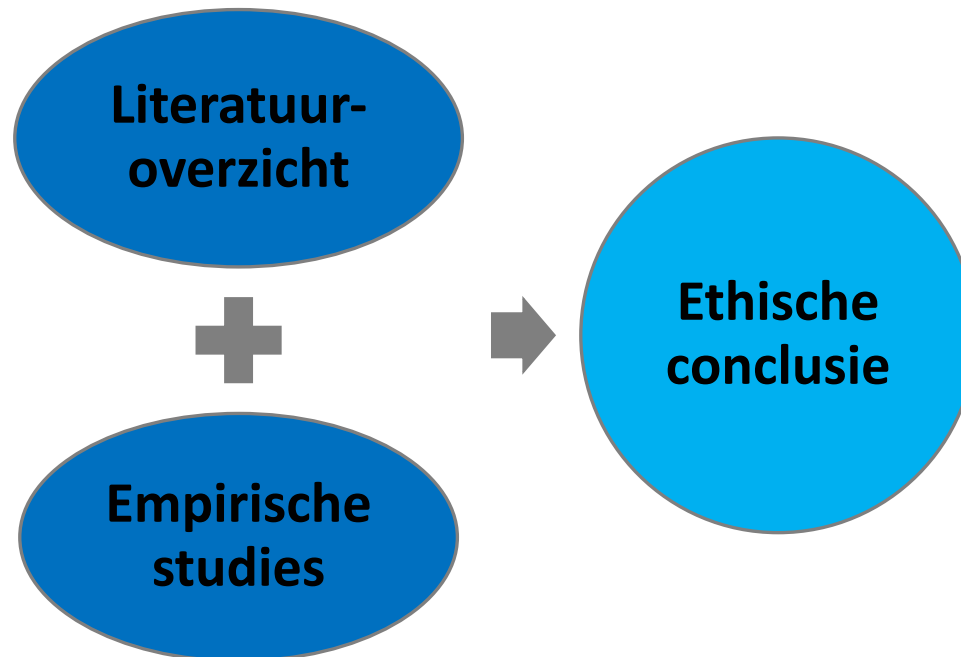 Literatuur-
overzicht
Empirische
studies
Ethische
conclusie